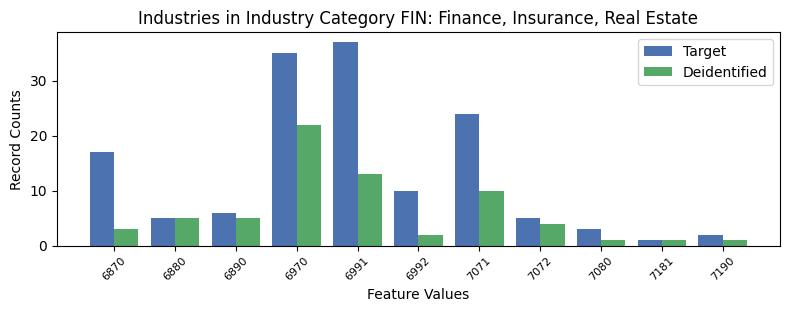 Industries in Industry Category FIN: Finance, Insurance, Real Estate
Target
Deidentified
Record Counts
30
20
10
0
6870 6880 6890 6970 6991 6992 7071 7072 7080 7181 7190
Feature Values